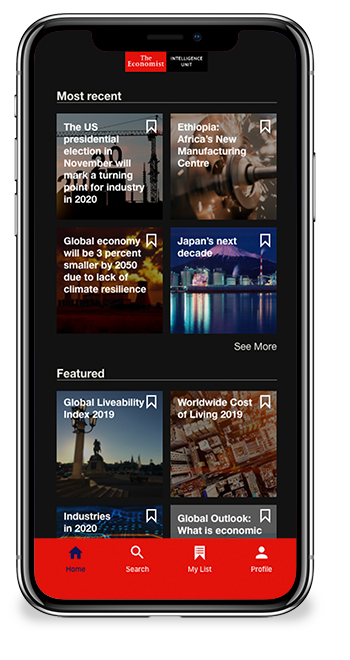 The
Economist
INTELLIGENCE
UNIT
Most recent
The US
presidential
election in
November will
mark a turning
point for industry
in 2020
Ethiopia:
Africa's New
Manufacturing
Centre
Global economy
will be 3 percent
smaller by 2050
due to lack of
climate resilience
Japan's next
decade
See More
Featured
Global Liveability
Index 2019
Worldwide Cost
of Living 2019
Industries
in 2020
Global Outlook:
What is economic
Home
Search
My List
Profile